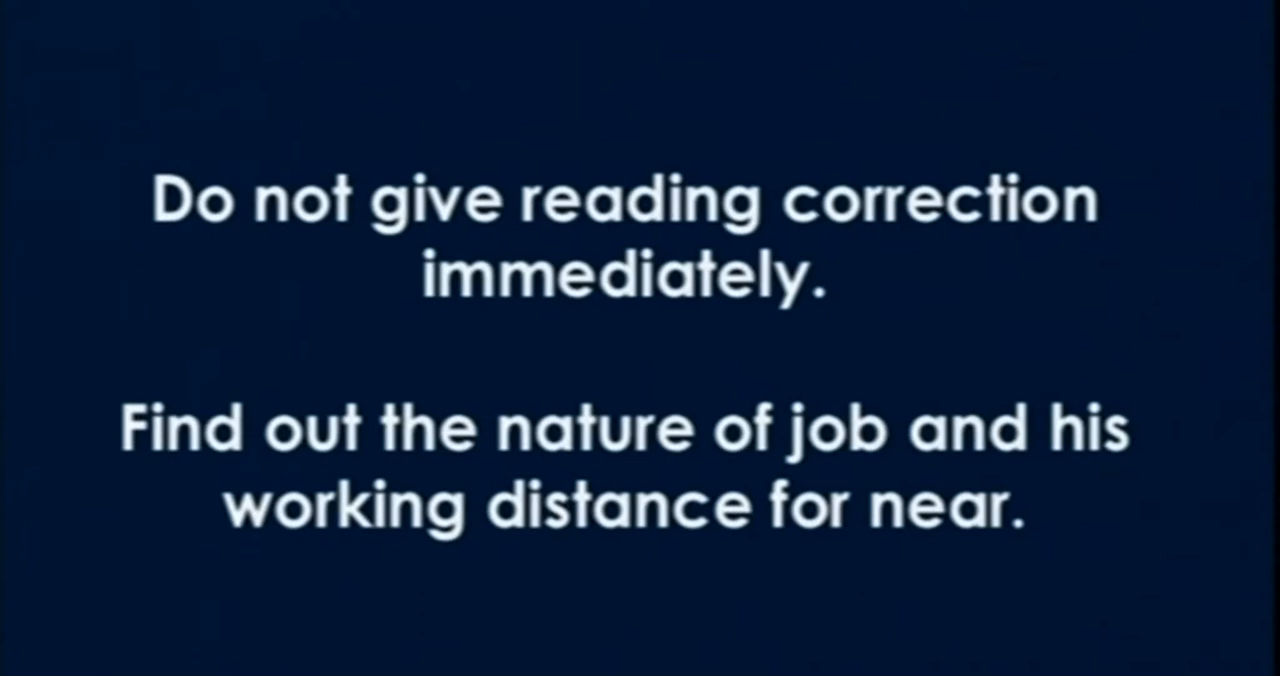 Do not give reading correction
immediately.
Find out the nature of job and his
working distance for near.